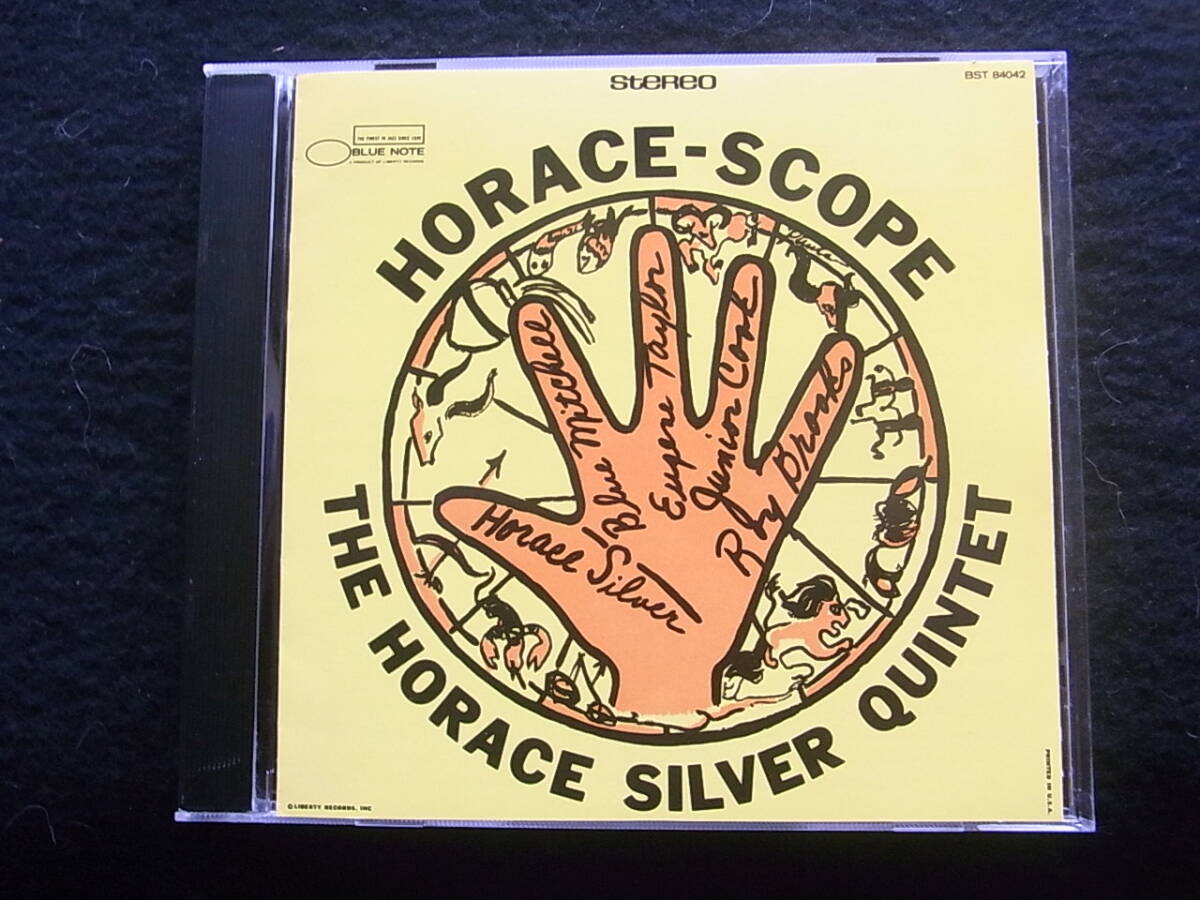 STEREO
BST 84042
THE FINEST IN JAZZ SINCE 1939
BLUE NOTE
A PRODUCT OF LIBERTY RECORDS
HORACE-SCOPE
Horace Silver
Blue Mitchell
Eugene Taylor
Junior Cook
Roy Brooks
THE HORACE SILVER QUINTET
© LIBERTY RECORDS, INC
PRINTED IN U.S.A.